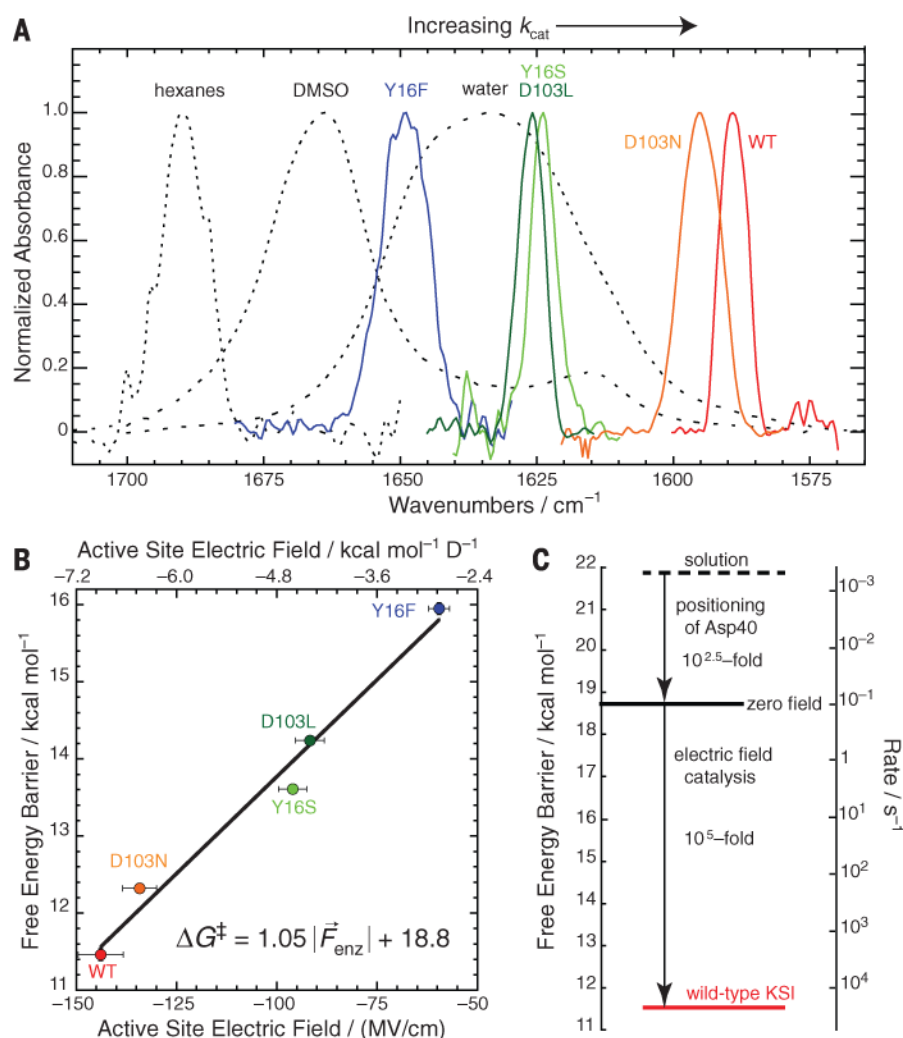 A
Increasing kcat
hexanes
DMSO
Y16F
water
Y16S
D103L
D103N
WT
Normalized Absorbance
1.0
0.8
0.6
0.4
0.2
0
1700
1675
1650
1625
1600
1575
Wavenumbers / cm⁻¹
B
Active Site Electric Field / kcal mol⁻¹ D⁻¹
−7.2
−6.0
−4.8
−3.6
−2.4
Free Energy Barrier / kcal mol⁻¹
16
15
14
13
12
11
Y16F
D103L
Y16S
D103N
WT
ΔG‡ = 1.05 |F⃗enz| + 18.8
−150
−125
−100
−75
−50
Active Site Electric Field / (MV/cm)
C
Free Energy Barrier / kcal mol⁻¹
22
21
20
19
18
17
16
15
14
13
12
11
solution
positioning
of Asp40
10²·⁵–fold
zero field
electric field
catalysis
10⁵–fold
wild-type KSI
10⁻³
10⁻²
10⁻¹
1
10¹
10²
10³
10⁴
Rate / s⁻¹